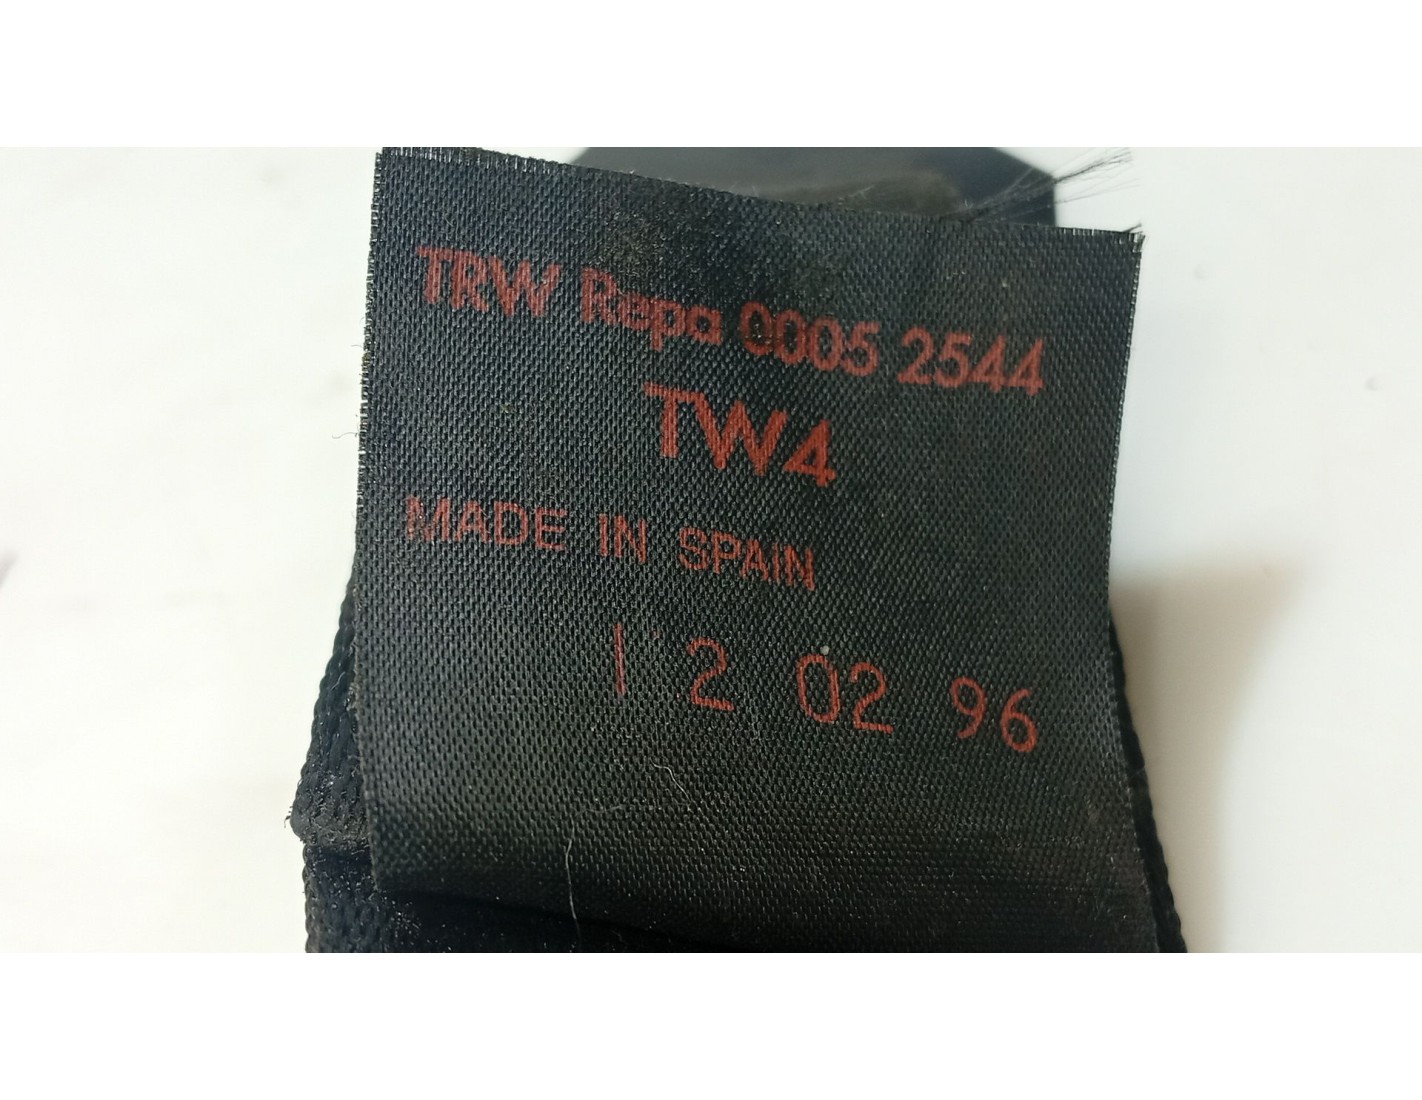 TRW Repa 0005 2544
TW4
MADE IN SPAIN
1 2 02 96